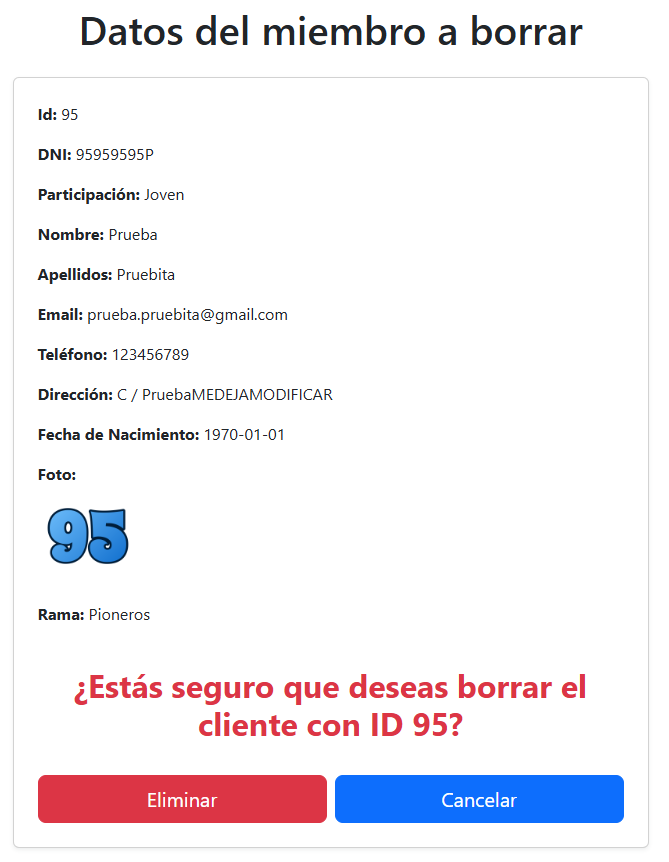 Datos del miembro a borrar
Id: 95
DNI: 95959595P
Participación: Joven
Nombre: Prueba
Apellidos: Pruebita
Email: prueba.pruebita@gmail.com
Teléfono: 123456789
Dirección: C / PruebaMEDEJAMODIFICAR
Fecha de Nacimiento: 1970-01-01
Foto:
95
Rama: Pioneros
¿Estás seguro que deseas borrar el
cliente con ID 95?
Eliminar
Cancelar